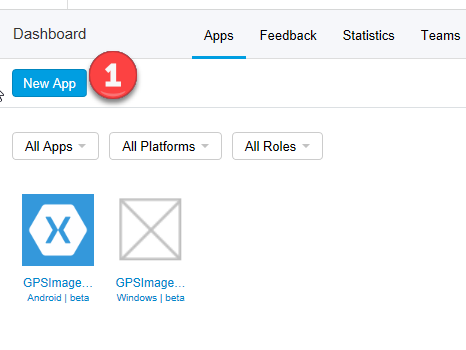 Dashboard Apps Feedback Statistics Teams
New App 1
All Apps All Platforms All Roles
GPSImage... GPSImage...
Android | beta Windows | beta